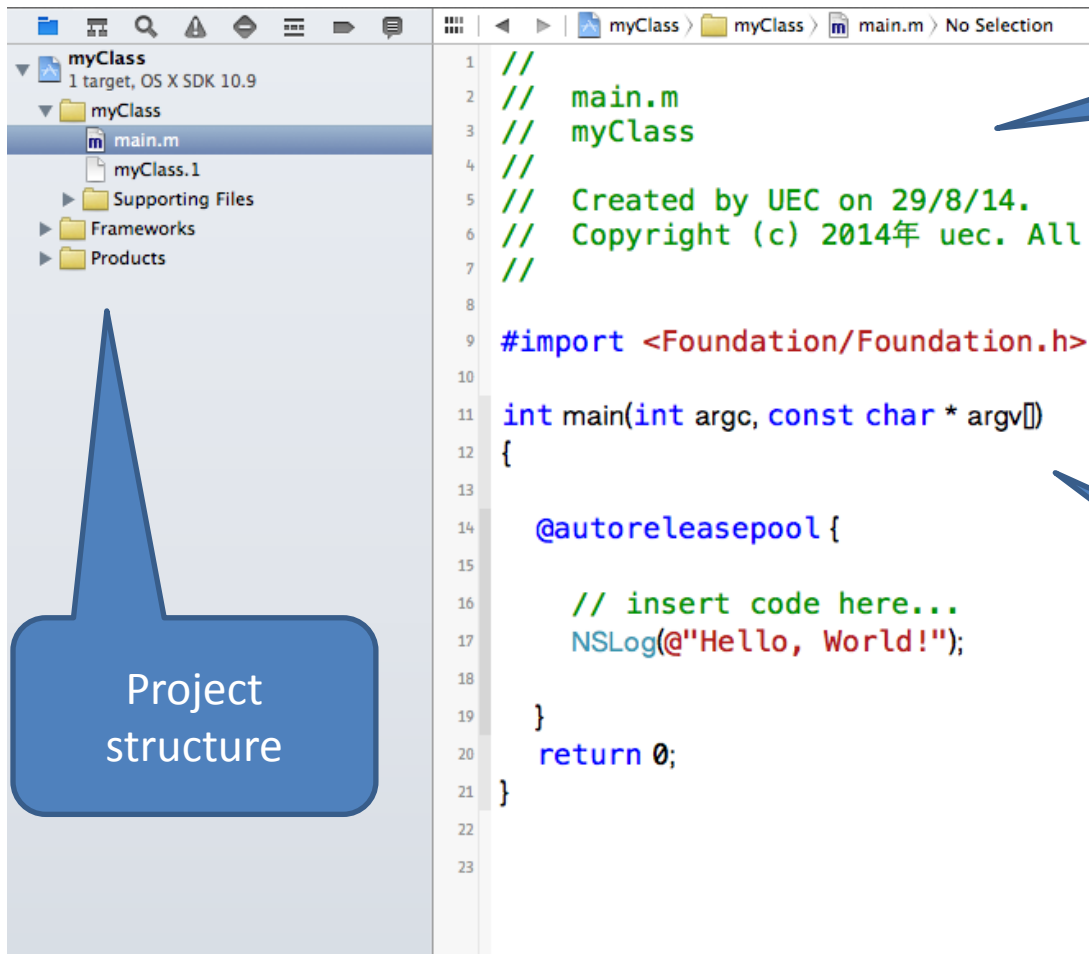 myClass
1 target, OS X SDK 10.9
myClass
main.m
myClass.1
Supporting Files
Frameworks
Products
Project
structure
myClass 〉 myClass 〉 main.m 〉 No Selection
1 //
2 // main.m
3 // myClass
4 //
5 // Created by UEC on 29/8/14.
6 // Copyright (c) 2014年 uec. All
7 //
8
9 #import <Foundation/Foundation.h>
10
11 int main(int argc, const char * argv[])
12 {
13
14 @autoreleasepool {
15
16 // insert code here...
17 NSLog(@"Hello, World!");
18
19 }
20 return 0;
21 }
22
23